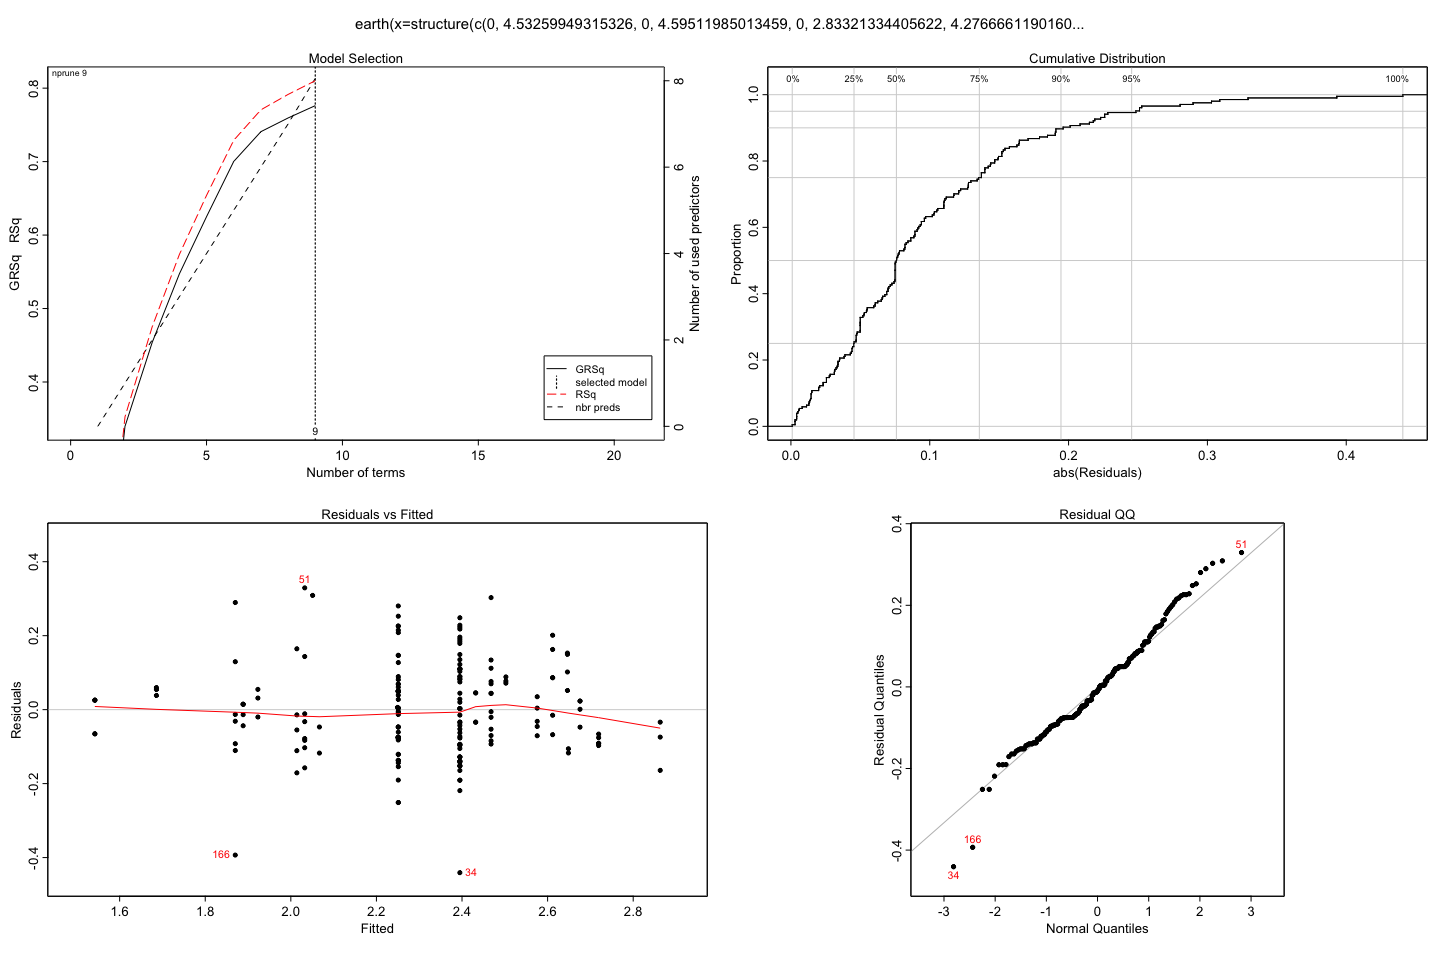 earth(x=structure(c(0, 4.53259949315326, 0, 4.59511985013459, 0, 2.83321334405622, 4.2766661190160...
Model Selection
nprune 9
GRSq   RSq
0.4 0.5 0.6 0.7 0.8
0 2 4 6 8
Number of used predictors
GRSq
selected model
RSq
nbr preds
9
0 5 10 15 20
Number of terms
Cumulative Distribution
0% 25% 50% 75% 90% 95% 100%
Proportion
0.0 0.2 0.4 0.6 0.8 1.0
0.0 0.1 0.2 0.3 0.4
abs(Residuals)
Residuals vs Fitted
Residuals
-0.4 -0.2 0.0 0.2 0.4
51
166
34
1.6 1.8 2.0 2.2 2.4 2.6 2.8
Fitted
Residual QQ
Residual Quantiles
-0.4 -0.2 0.0 0.2 0.4
51
166
34
-3 -2 -1 0 1 2 3
Normal Quantiles